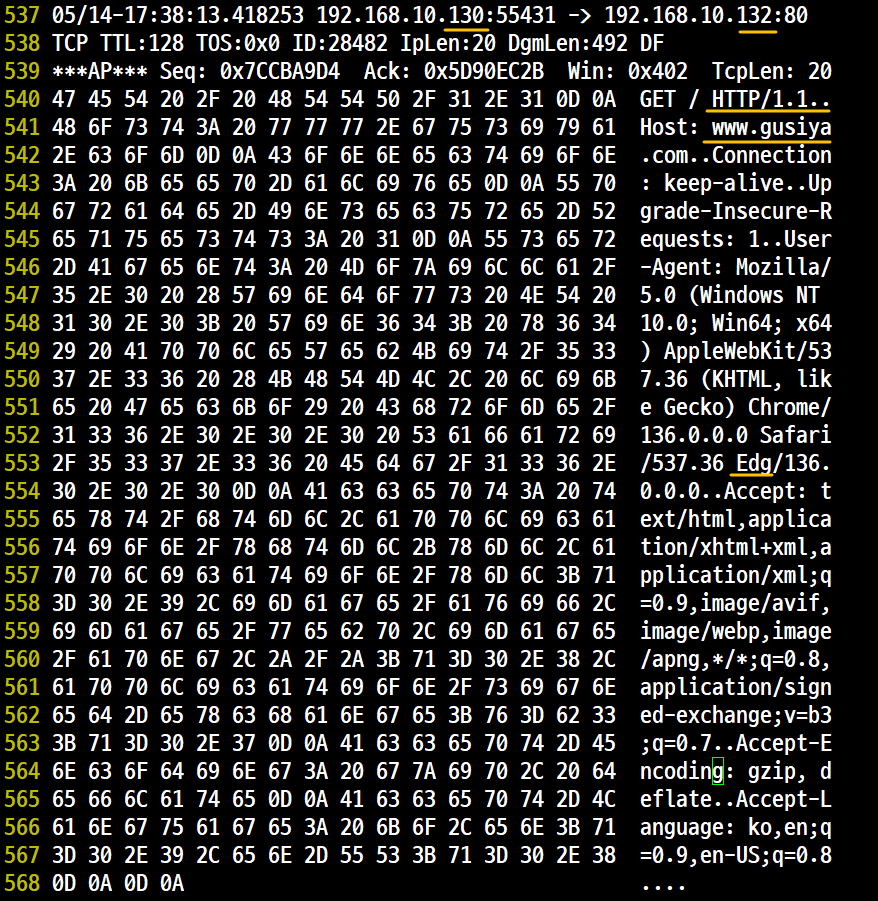 537 05/14-17:38:13.418253 192.168.10.130:55431 -> 192.168.10.132:80
538 TCP TTL:128 TOS:0x0 ID:28482 IpLen:20 DgmLen:492 DF
539 ***AP*** Seq: 0x7CCBA9D4  Ack: 0x5D90EC2B  Win: 0x402  TcpLen: 20
540 47 45 54 20 2F 20 48 54 54 50 2F 31 2E 31 0D 0A  GET / HTTP/1.1..
541 48 6F 73 74 3A 20 77 77 77 2E 67 75 73 69 79 61  Host: www.gusiya
542 2E 63 6F 6D 0D 0A 43 6F 6E 6E 65 63 74 69 6F 6E  .com..Connection
543 3A 20 6B 65 65 70 2D 61 6C 69 76 65 0D 0A 55 70  : keep-alive..Up
544 67 72 61 64 65 2D 49 6E 73 65 63 75 72 65 2D 52  grade-Insecure-R
545 65 71 75 65 73 74 73 3A 20 31 0D 0A 55 73 65 72  equests: 1..User
546 2D 41 67 65 6E 74 3A 20 4D 6F 7A 69 6C 6C 61 2F  -Agent: Mozilla/
547 35 2E 30 20 28 57 69 6E 64 6F 77 73 20 4E 54 20  5.0 (Windows NT
548 31 30 2E 30 3B 20 57 69 6E 36 34 3B 20 78 36 34  10.0; Win64; x64
549 29 20 41 70 70 6C 65 57 65 62 4B 69 74 2F 35 33  ) AppleWebKit/53
550 37 2E 33 36 20 28 4B 48 54 4D 4C 2C 20 6C 69 6B  7.36 (KHTML, lik
551 65 20 47 65 63 6B 6F 29 20 43 68 72 6F 6D 65 2F  e Gecko) Chrome/
552 31 33 36 2E 30 2E 30 2E 30 20 53 61 66 61 72 69  136.0.0.0 Safari
553 2F 35 33 37 2E 33 36 20 45 64 67 2F 31 33 36 2E  /537.36 Edg/136.
554 30 2E 30 2E 30 0D 0A 41 63 63 65 70 74 3A 20 74  0.0.0..Accept: t
555 65 78 74 2F 68 74 6D 6C 2C 61 70 70 6C 69 63 61  ext/html,applica
556 74 69 6F 6E 2F 78 68 74 6D 6C 2B 78 6D 6C 2C 61  tion/xhtml+xml,a
557 70 70 6C 69 63 61 74 69 6F 6E 2F 78 6D 6C 3B 71  pplication/xml;q
558 3D 30 2E 39 2C 69 6D 61 67 65 2F 61 76 69 66 2C  =0.9,image/avif,
559 69 6D 61 67 65 2F 77 65 62 70 2C 69 6D 61 67 65  image/webp,image
560 2F 61 70 6E 67 2C 2A 2F 2A 3B 71 3D 30 2E 38 2C  /apng,*/*;q=0.8,
561 61 70 70 6C 69 63 61 74 69 6F 6E 2F 73 69 67 6E  application/sign
562 65 64 2D 65 78 63 68 61 6E 67 65 3B 76 3D 62 33  ed-exchange;v=b3
563 3B 71 3D 30 2E 37 0D 0A 41 63 63 65 70 74 2D 45  ;q=0.7..Accept-E
564 6E 63 6F 64 69 6E 67 3A 20 67 7A 69 70 2C 20 64  ncoding: gzip, d
565 65 66 6C 61 74 65 0D 0A 41 63 63 65 70 74 2D 4C  eflate..Accept-L
566 61 6E 67 75 61 67 65 3A 20 6B 6F 2C 65 6E 3B 71  anguage: ko,en;q
567 3D 30 2E 39 2C 65 6E 2D 55 53 3B 71 3D 30 2E 38  =0.9,en-US;q=0.8
568 0D 0A 0D 0A  ....